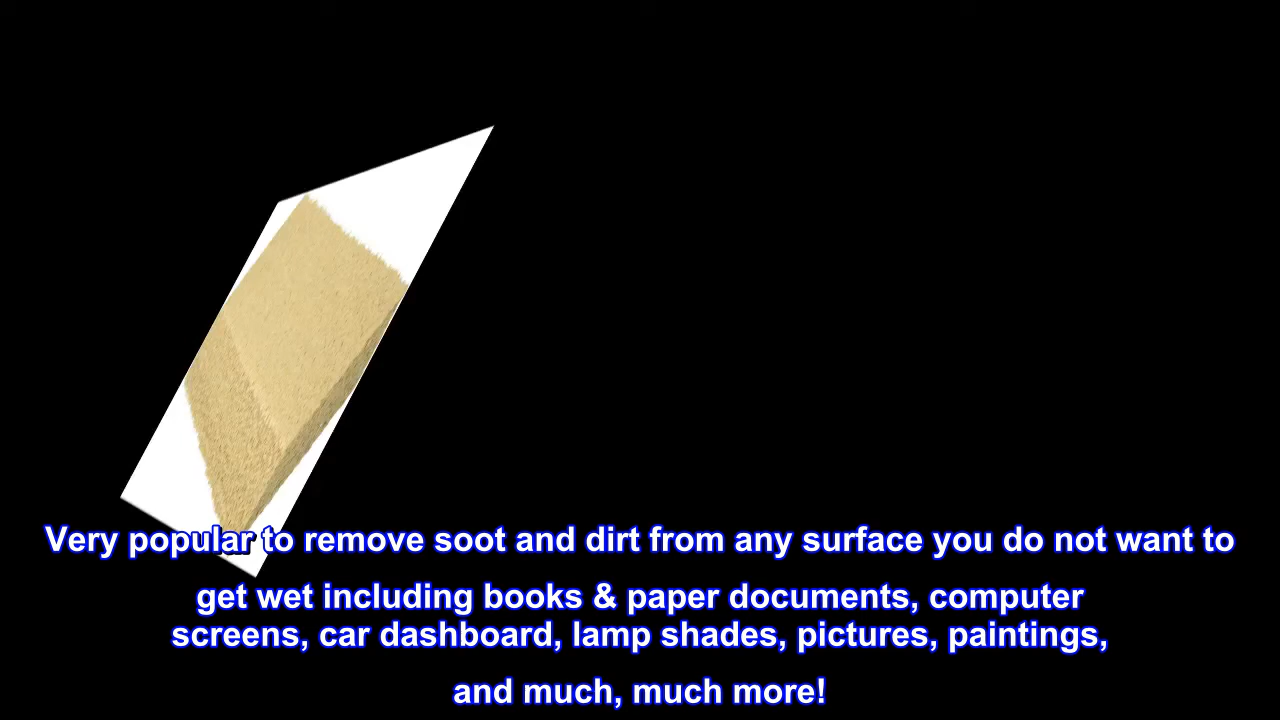 Very popular to remove soot and dirt from any surface you do not want to
get wet including books & paper documents, computer
screens, car dashboard, lamp shades, pictures, paintings,
and much, much more!